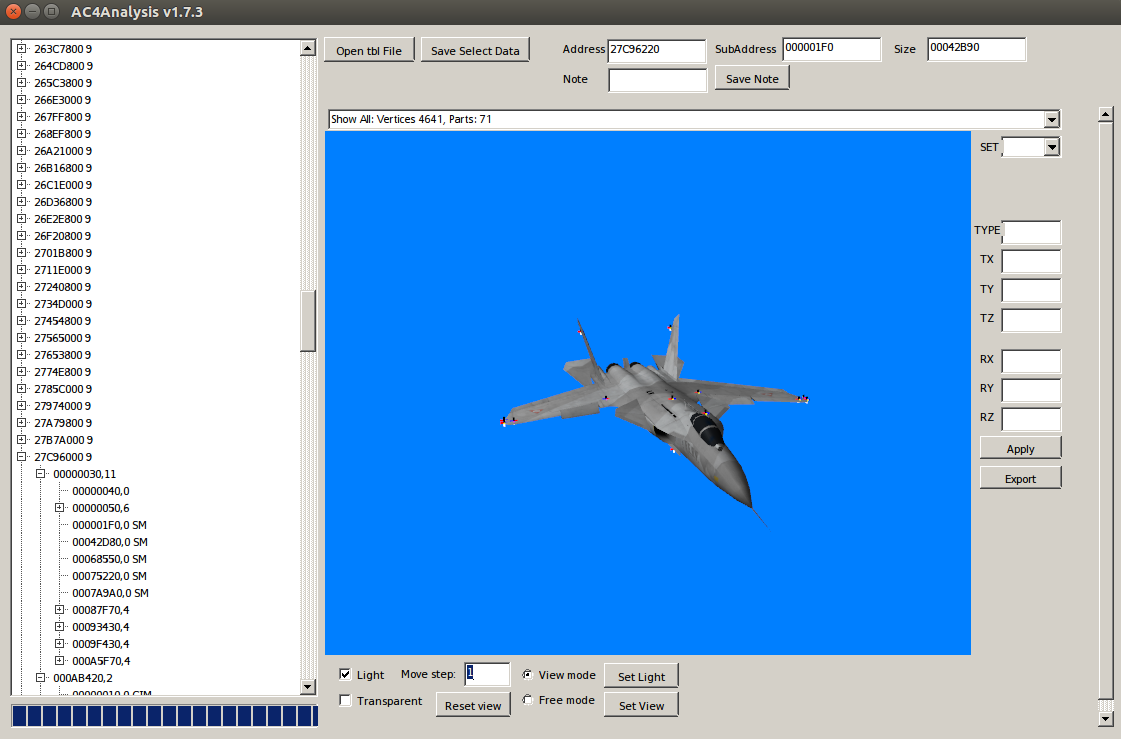 AC4Analysis v1.7.3
263C7800 9
264CD800 9
265C3800 9
266E3000 9
267FF800 9
268EF800 9
26A21000 9
26B16800 9
26C1E000 9
26D36800 9
26E2E800 9
26F20800 9
2701B800 9
2711E000 9
27240800 9
2734D000 9
27454800 9
27565000 9
27653800 9
2774E800 9
2785C000 9
27974000 9
27A79800 9
27B7A000 9
27C96000 9
00000030,11
00000040,0
00000050,6
000001F0,0 SM
00042D80,0 SM
00068550,0 SM
00075220,0 SM
0007A9A0,0 SM
00087F70,4
00093430,4
0009F430,4
000A5F70,4
000AB420,2
00000010,0 GIM
Open tbl File Save Select Data Address 27C96220 SubAddress 000001F0 Size 00042B90
Note Save Note
Show All: Vertices 4641, Parts: 71
SET
TYPE
TX
TY
TZ
RX
RY
RZ
Apply
Export
Light Move step: 1 View mode Set Light
Transparent Reset view Free mode Set View